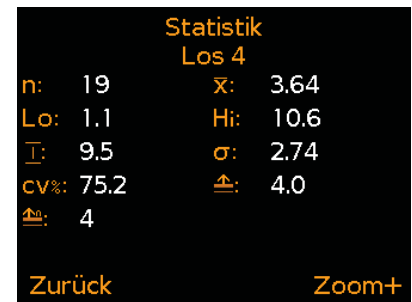 Statistik
Los 4
n: 19 x̅: 3.64
Lo: 1.1 Hi: 10.6
⌶: 9.5 σ: 2.74
cv%: 75.2 : 4.0
: 4
Zurück Zoom+